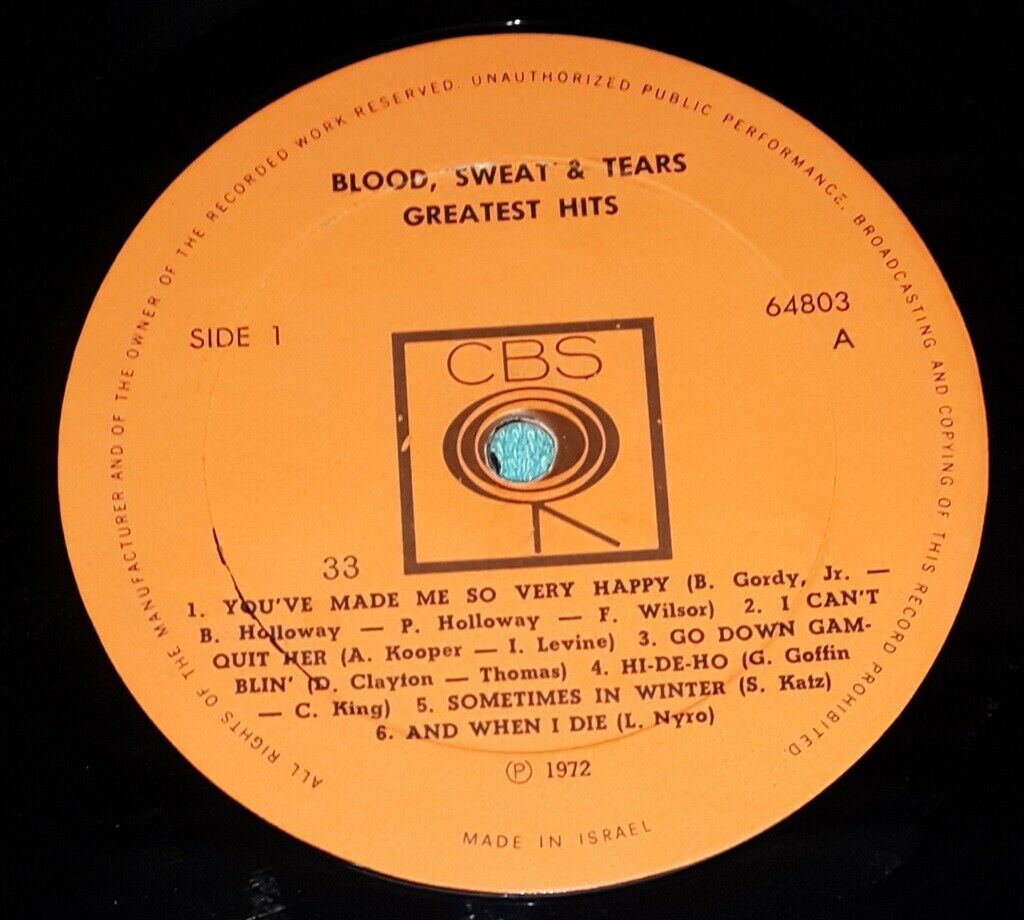 ALL RIGHTS OF THE MANUFACTURER AND OF THE OWNER OF THE RECORDED WORK RESERVED. UNAUTHORIZED PUBLIC PERFORMANCE, BROADCASTING AND COPYING OF THIS RECORD PROHIBITED.
BLOOD, SWEAT & TEARS
GREATEST HITS
SIDE 1
64803
A
CBS
33
1. YOU'VE MADE ME SO VERY HAPPY (B. Gordy, Jr. —
B. Holloway — P. Holloway — F. Wilsor) 2. I CAN'T
QUIT HER (A. Kooper — I. Levine) 3. GO DOWN GAM-
BLIN' (D. Clayton — Thomas) 4. HI-DE-HO (G. Goffin
— C. King) 5. SOMETIMES IN WINTER (S. Katz)
6. AND WHEN I DIE (L. Nyro)
Ⓟ 1972
MADE IN ISRAEL